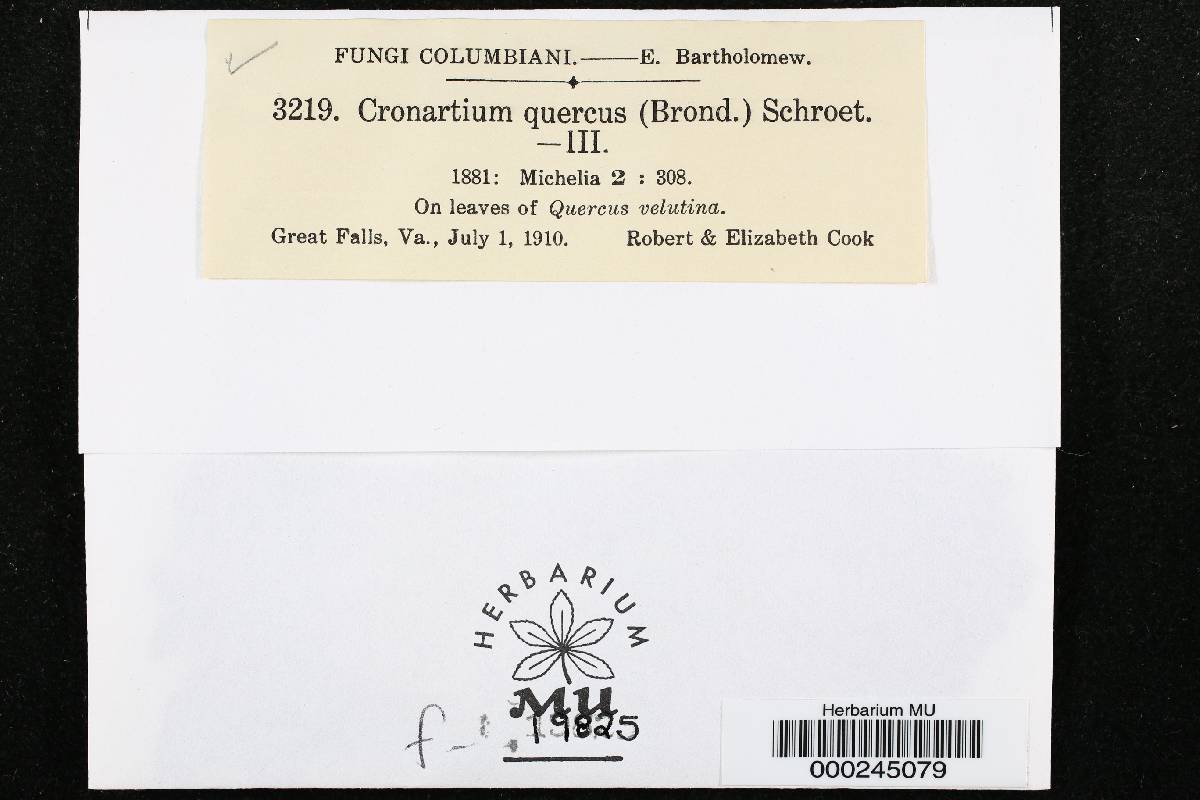 FUNGI COLUMBIANI.——E. Bartholomew.
3219. Cronartium quercus (Brond.) Schroet.
—III.
1881: Michelia 2 : 308.
On leaves of Quercus velutina.
Great Falls, Va., July 1, 1910. Robert & Elizabeth Cook
HERBARIUM
MU
19825
Herbarium MU
000245079